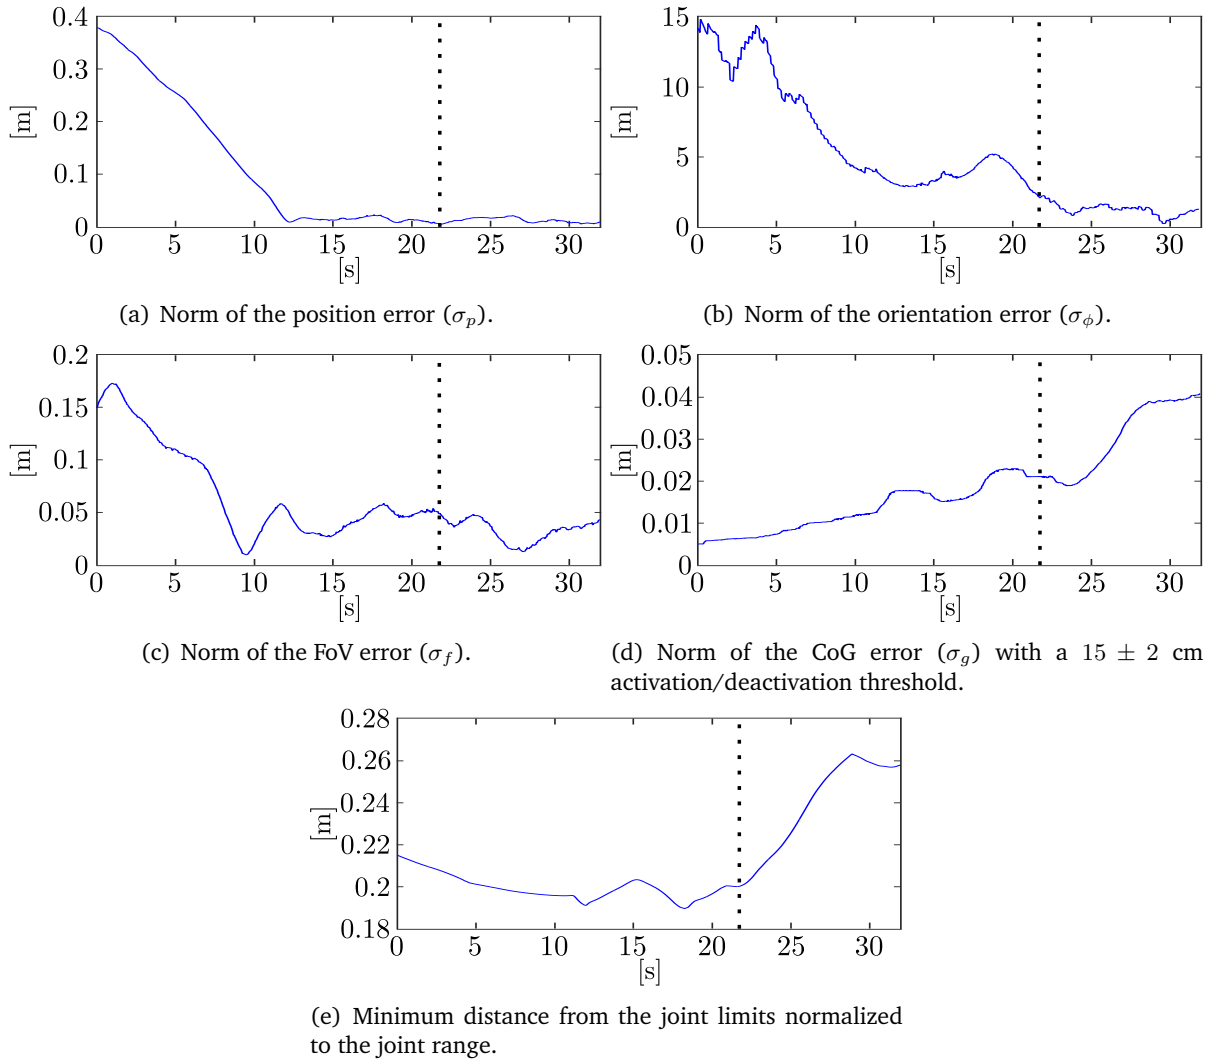 0.4
0.3
0.2
0.1
0
[m]
0 5 10 15 20 25 30
[s]
(a) Norm of the position error (σ_p).
15
10
5
0
[m]
0 5 10 15 20 25 30
[s]
(b) Norm of the orientation error (σ_ϕ).
0.2
0.15
0.1
0.05
0
[m]
0 5 10 15 20 25 30
[s]
(c) Norm of the FoV error (σ_f).
0.05
0.04
0.03
0.02
0.01
0
[m]
0 5 10 15 20 25 30
[s]
(d) Norm of the CoG error (σ_g) with a 15 ± 2 cm
activation/deactivation threshold.
0.28
0.26
0.24
0.22
0.2
0.18
[m]
0 5 10 15 20 25 30
[s]
(e) Minimum distance from the joint limits normalized
to the joint range.